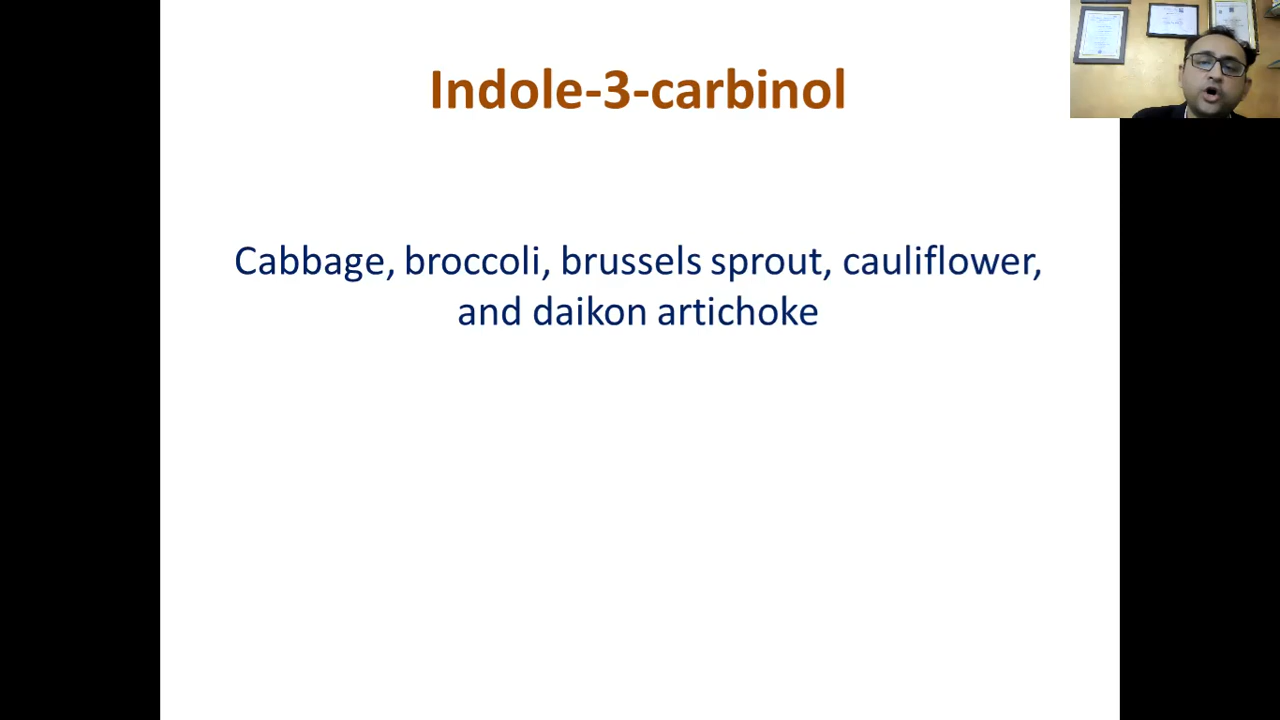 Indole-3-carbinol
Cabbage, broccoli, brussels sprout, cauliflower,
and daikon artichoke